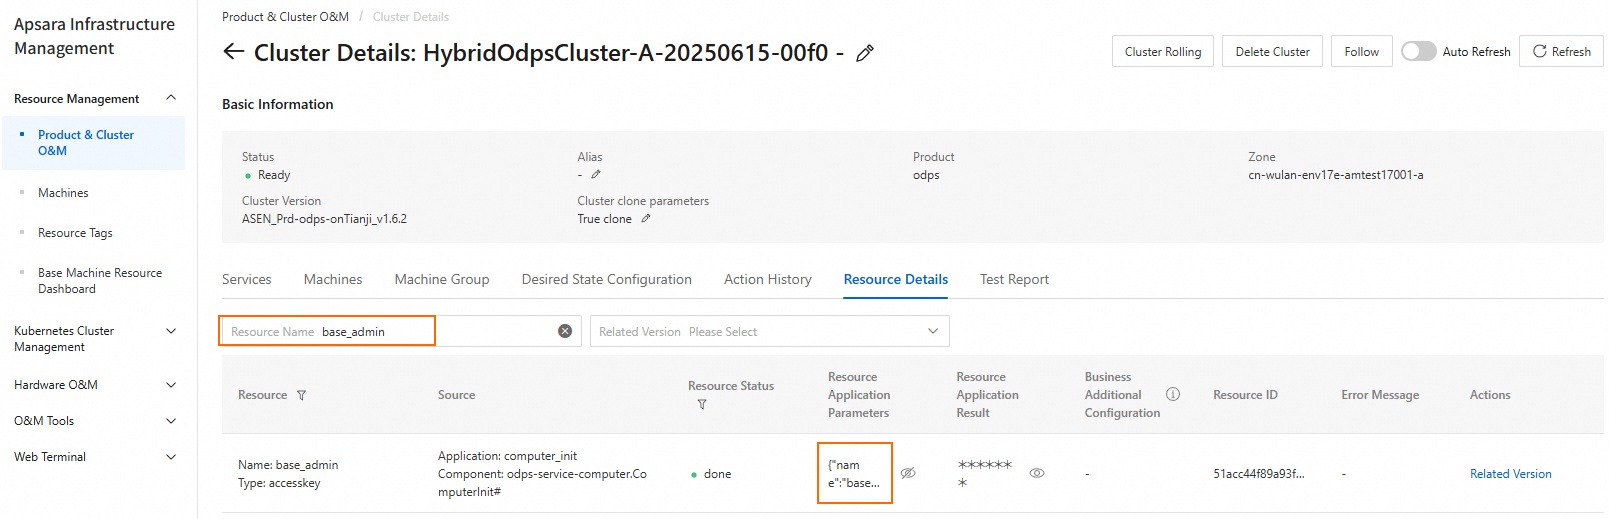 Apsara Infrastructure
Management
Resource Management
Product & Cluster
O&M
Machines
Resource Tags
Base Machine Resource
Dashboard
Kubernetes Cluster
Management
Hardware O&M
O&M Tools
Web Terminal
Product & Cluster O&M / Cluster Details
Cluster Details: HybridOdpsCluster-A-20250615-00f0 -
Cluster Rolling
Delete Cluster
Follow
Auto Refresh
Refresh
Basic Information
Status
Ready
Alias
-
Product
odps
Zone
cn-wulan-env17e-amtest17001-a
Cluster Version
ASEN_Prd-odps-onTianji_v1.6.2
Cluster clone parameters
True clone
Services Machines Machine Group Desired State Configuration Action History Resource Details Test Report
Resource Name base_admin
Related Version Please Select
Resource
Source
Resource Status
Resource
Application
Parameters
Resource
Application
Result
Business
Additional
Configuration
Resource ID
Error Message
Actions
Name: base_admin
Type: accesskey
Application: computer_init
Component: odps-service-computer.Co
mputerInit#
done
{"nam
e":"base...
******
*
-
51acc44f89a93f...
-
Related Version